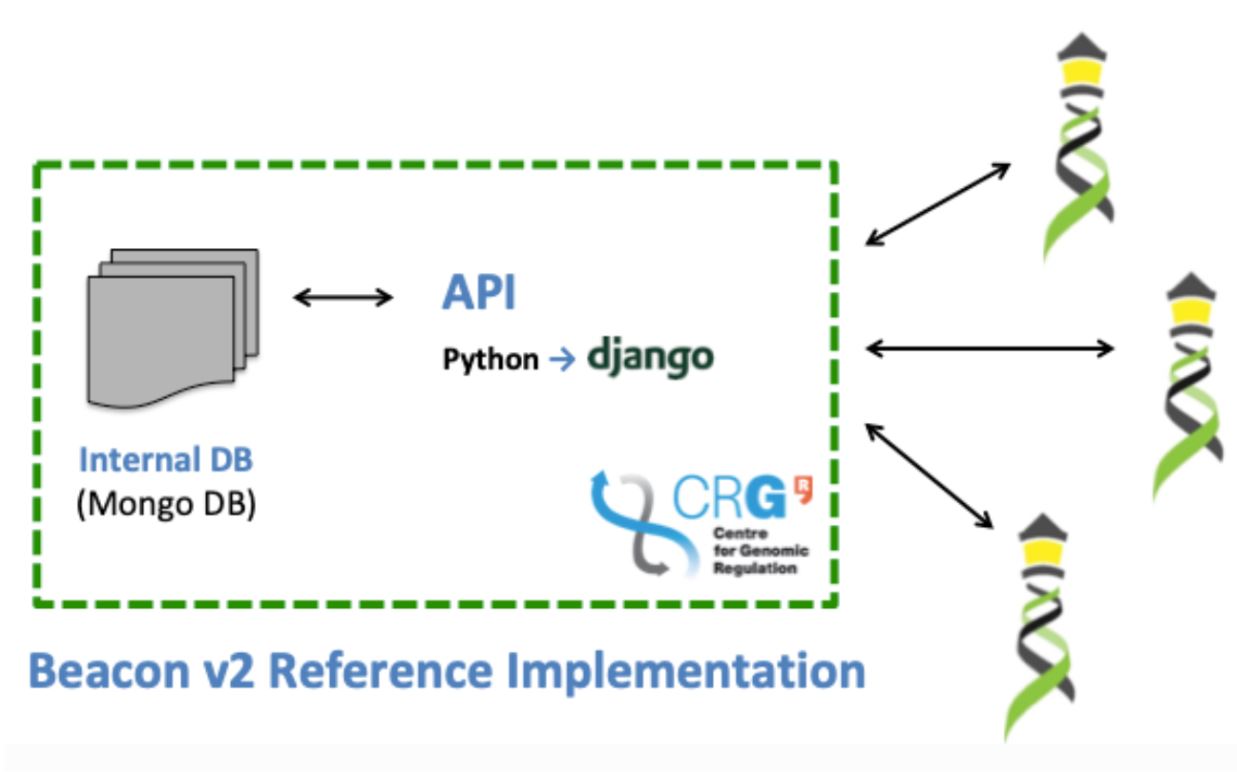 API
Python → django
Internal DB
(Mongo DB)
CRG R
Centre
for Genomic
Regulation
Beacon v2 Reference Implementation